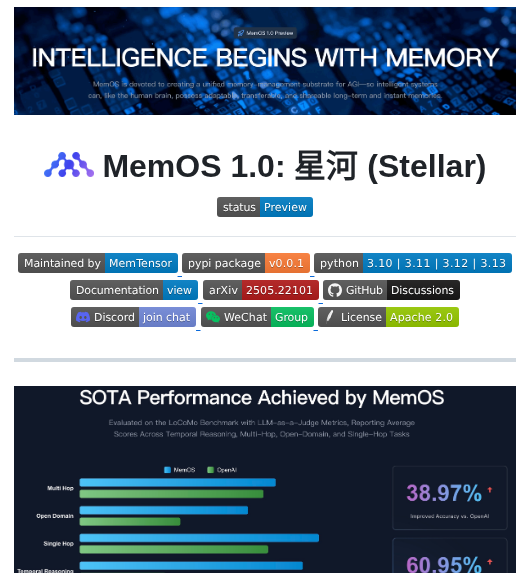 MemOS 1.0 Preview
INTELLIGENCE BEGINS WITH MEMORY
MemOS is devoted to creating a unified memory-management substrate for AGI—so intelligent systems
can, like the human brain, possess adaptable, transferable, and shareable long-term and instant memories.
MemOS 1.0: 星河 (Stellar)
status Preview
Maintained by MemTensor pypi package v0.0.1 python 3.10 | 3.11 | 3.12 | 3.13
Documentation view arXiv 2505.22101 GitHub Discussions
Discord join chat WeChat Group License Apache 2.0
SOTA Performance Achieved by MemOS
Evaluated on the LoCoMo Benchmark with LLM-as-a-Judge Metrics, Reporting Average
Scores Across Temporal Reasoning, Multi-Hop, Open-Domain, and Single-Hop Tasks
MemOS OpenAI
Multi Hop
38.97% ↑
Open Domain
Improved Accuracy vs. OpenAI
Single Hop
60.95% ↑
Temporal Reasoning